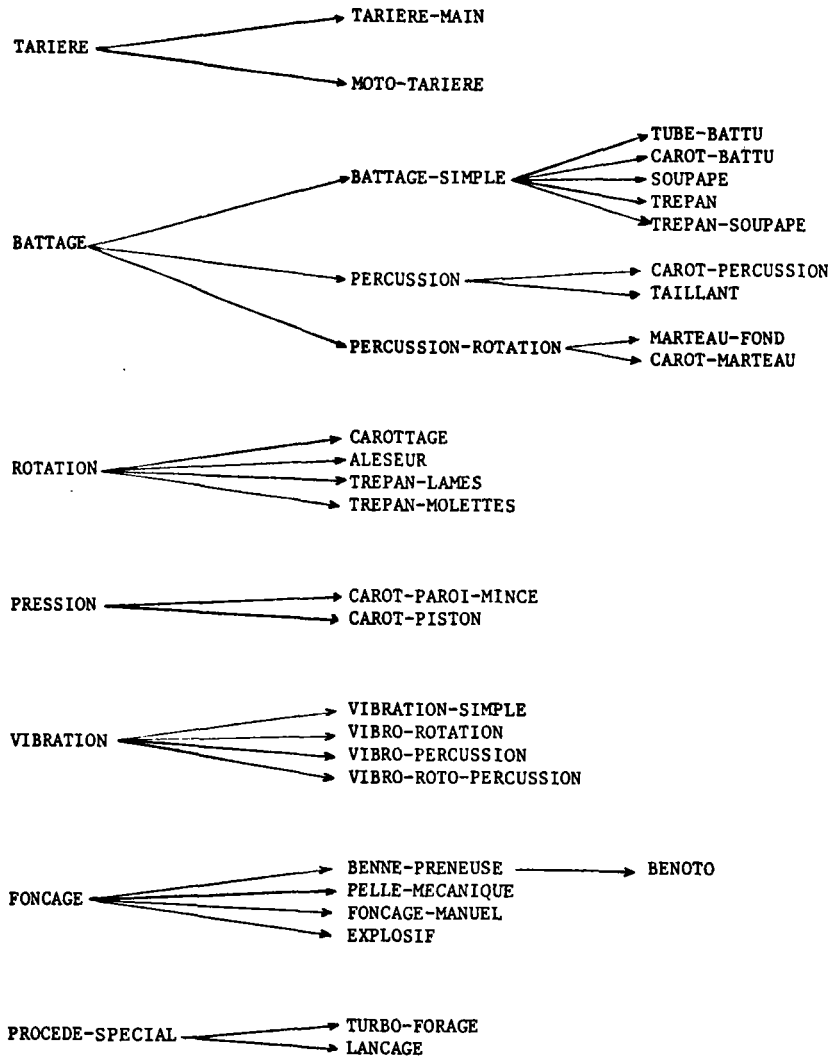 TARIERE
TARIERE-MAIN
MOTO-TARIERE
BATTAGE
BATTAGE-SIMPLE
TUBE-BATTU
CAROT-BATTU
SOUPAPE
TREPAN
TREPAN-SOUPAPE
PERCUSSION
CAROT-PERCUSSION
TAILLANT
PERCUSSION-ROTATION
MARTEAU-FOND
CAROT-MARTEAU
ROTATION
CAROTTAGE
ALESEUR
TREPAN-LAMES
TREPAN-MOLETTES
PRESSION
CAROT-PAROI-MINCE
CAROT-PISTON
VIBRATION
VIBRATION-SIMPLE
VIBRO-ROTATION
VIBRO-PERCUSSION
VIBRO-ROTO-PERCUSSION
FONCAGE
BENNE-PRENEUSE
BENOTO
PELLE-MECANIQUE
FONCAGE-MANUEL
EXPLOSIF
PROCEDE-SPECIAL
TURBO-FORAGE
LANCAGE